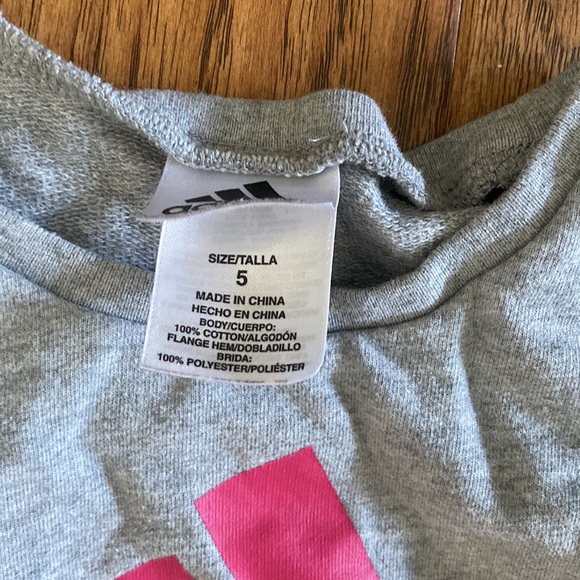 SIZE/TALLA
5
MADE IN CHINA
HECHO EN CHINA
BODY/CUERPO:
100% COTTON/ALGODÓN
FLANGE HEM/DOBLADILLO
BRIDA:
100% POLYESTER/POLIÉSTER